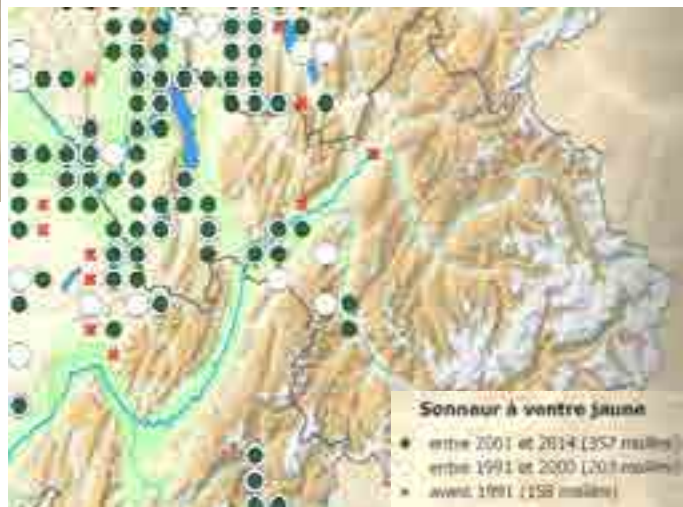 Sonneur à ventre jaune
entre 2001 et 2014 (357 mailles)
entre 1991 et 2000 (203 mailles)
avant 1991 (158 mailles)